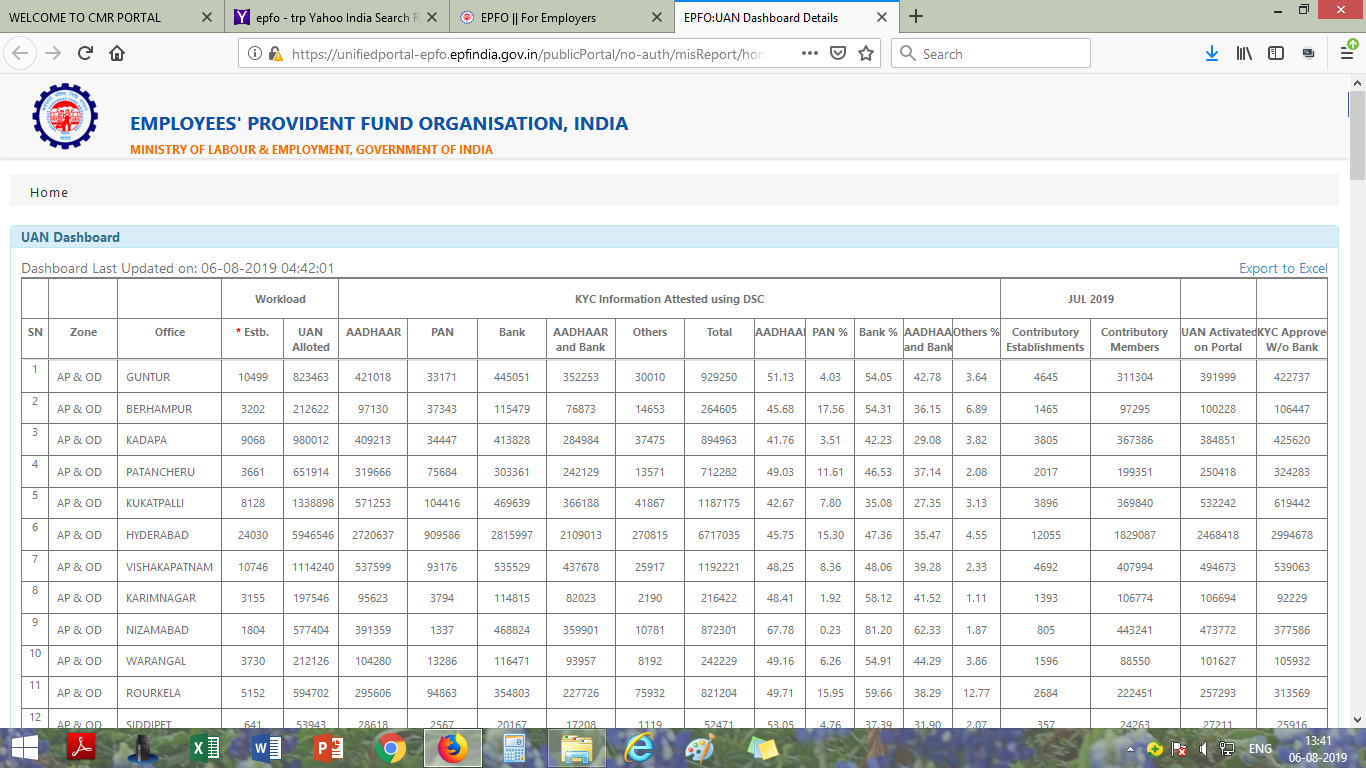 WELCOME TO CMR PORTAL
epfo - trp Yahoo India Search R
EPFO || For Employers
EPFO:UAN Dashboard Details
https://unifiedportal-epfo.epfindia.gov.in/publicPortal/no-auth/misReport/hom
Search
EMPLOYEES' PROVIDENT FUND ORGANISATION, INDIA
MINISTRY OF LABOUR & EMPLOYMENT, GOVERNMENT OF INDIA
Home
UAN Dashboard
Dashboard Last Updated on: 06-08-2019 04:42:01 Export to Excel
Workload KYC Information Attested using DSC JUL 2019
SN Zone Office * Estb. UAN Alloted AADHAAR PAN Bank AADHAAR and Bank Others Total AADHAA PAN % Bank % AADHAA and Bank Others % Contributory Establishments Contributory Members UAN Activated on Portal KYC Approve W/o Bank
1 AP & OD GUNTUR 10499 823463 421018 33171 445051 352253 30010 929250 51.13 4.03 54.05 42.78 3.64 4645 311304 391999 422737
2 AP & OD BERHAMPUR 3202 212622 97130 37343 115479 76873 14653 264605 45.68 17.56 54.31 36.15 6.89 1465 97295 100228 106447
3 AP & OD KADAPA 9068 980012 409213 34447 413828 284984 37475 894963 41.76 3.51 42.23 29.08 3.82 3805 367386 384851 425620
4 AP & OD PATANCHERU 3661 651914 319666 75684 303361 242129 13571 712282 49.03 11.61 46.53 37.14 2.08 2017 199351 250418 324283
5 AP & OD KUKATPALLI 8128 1338898 571253 104416 469639 366188 41867 1187175 42.67 7.80 35.08 27.35 3.13 3896 369840 532242 619442
6 AP & OD HYDERABAD 24030 5946546 2720637 909586 2815997 2109013 270815 6717035 45.75 15.30 47.36 35.47 4.55 12055 1829087 2468418 2994678
7 AP & OD VISHAKAPATNAM 10746 1114240 537599 93176 535529 437678 25917 1192221 48.25 8.36 48.06 39.28 2.33 4692 407994 494673 539063
8 AP & OD KARIMNAGAR 3155 197546 95623 3794 114815 82023 2190 216422 48.41 1.92 58.12 41.52 1.11 1393 106774 106694 92229
9 AP & OD NIZAMABAD 1804 577404 391359 1337 468824 359901 10781 872301 67.78 0.23 81.20 62.33 1.87 805 443241 473772 377586
10 AP & OD WARANGAL 3730 212126 104280 13286 116471 93957 8192 242229 49.16 6.26 54.91 44.29 3.86 1596 88550 101627 105932
11 AP & OD ROURKELA 5152 594702 295606 94863 354803 227726 75932 821204 49.71 15.95 59.66 38.29 12.77 2684 222451 257293 313569
12 AP & OD SIDDIPET 641 53943 28618 2567 20167 17208 1119 52471 53.05 4.76 37.39 31.90 2.07 357 24263 27211 25916
ENG
13:41
06-08-2019